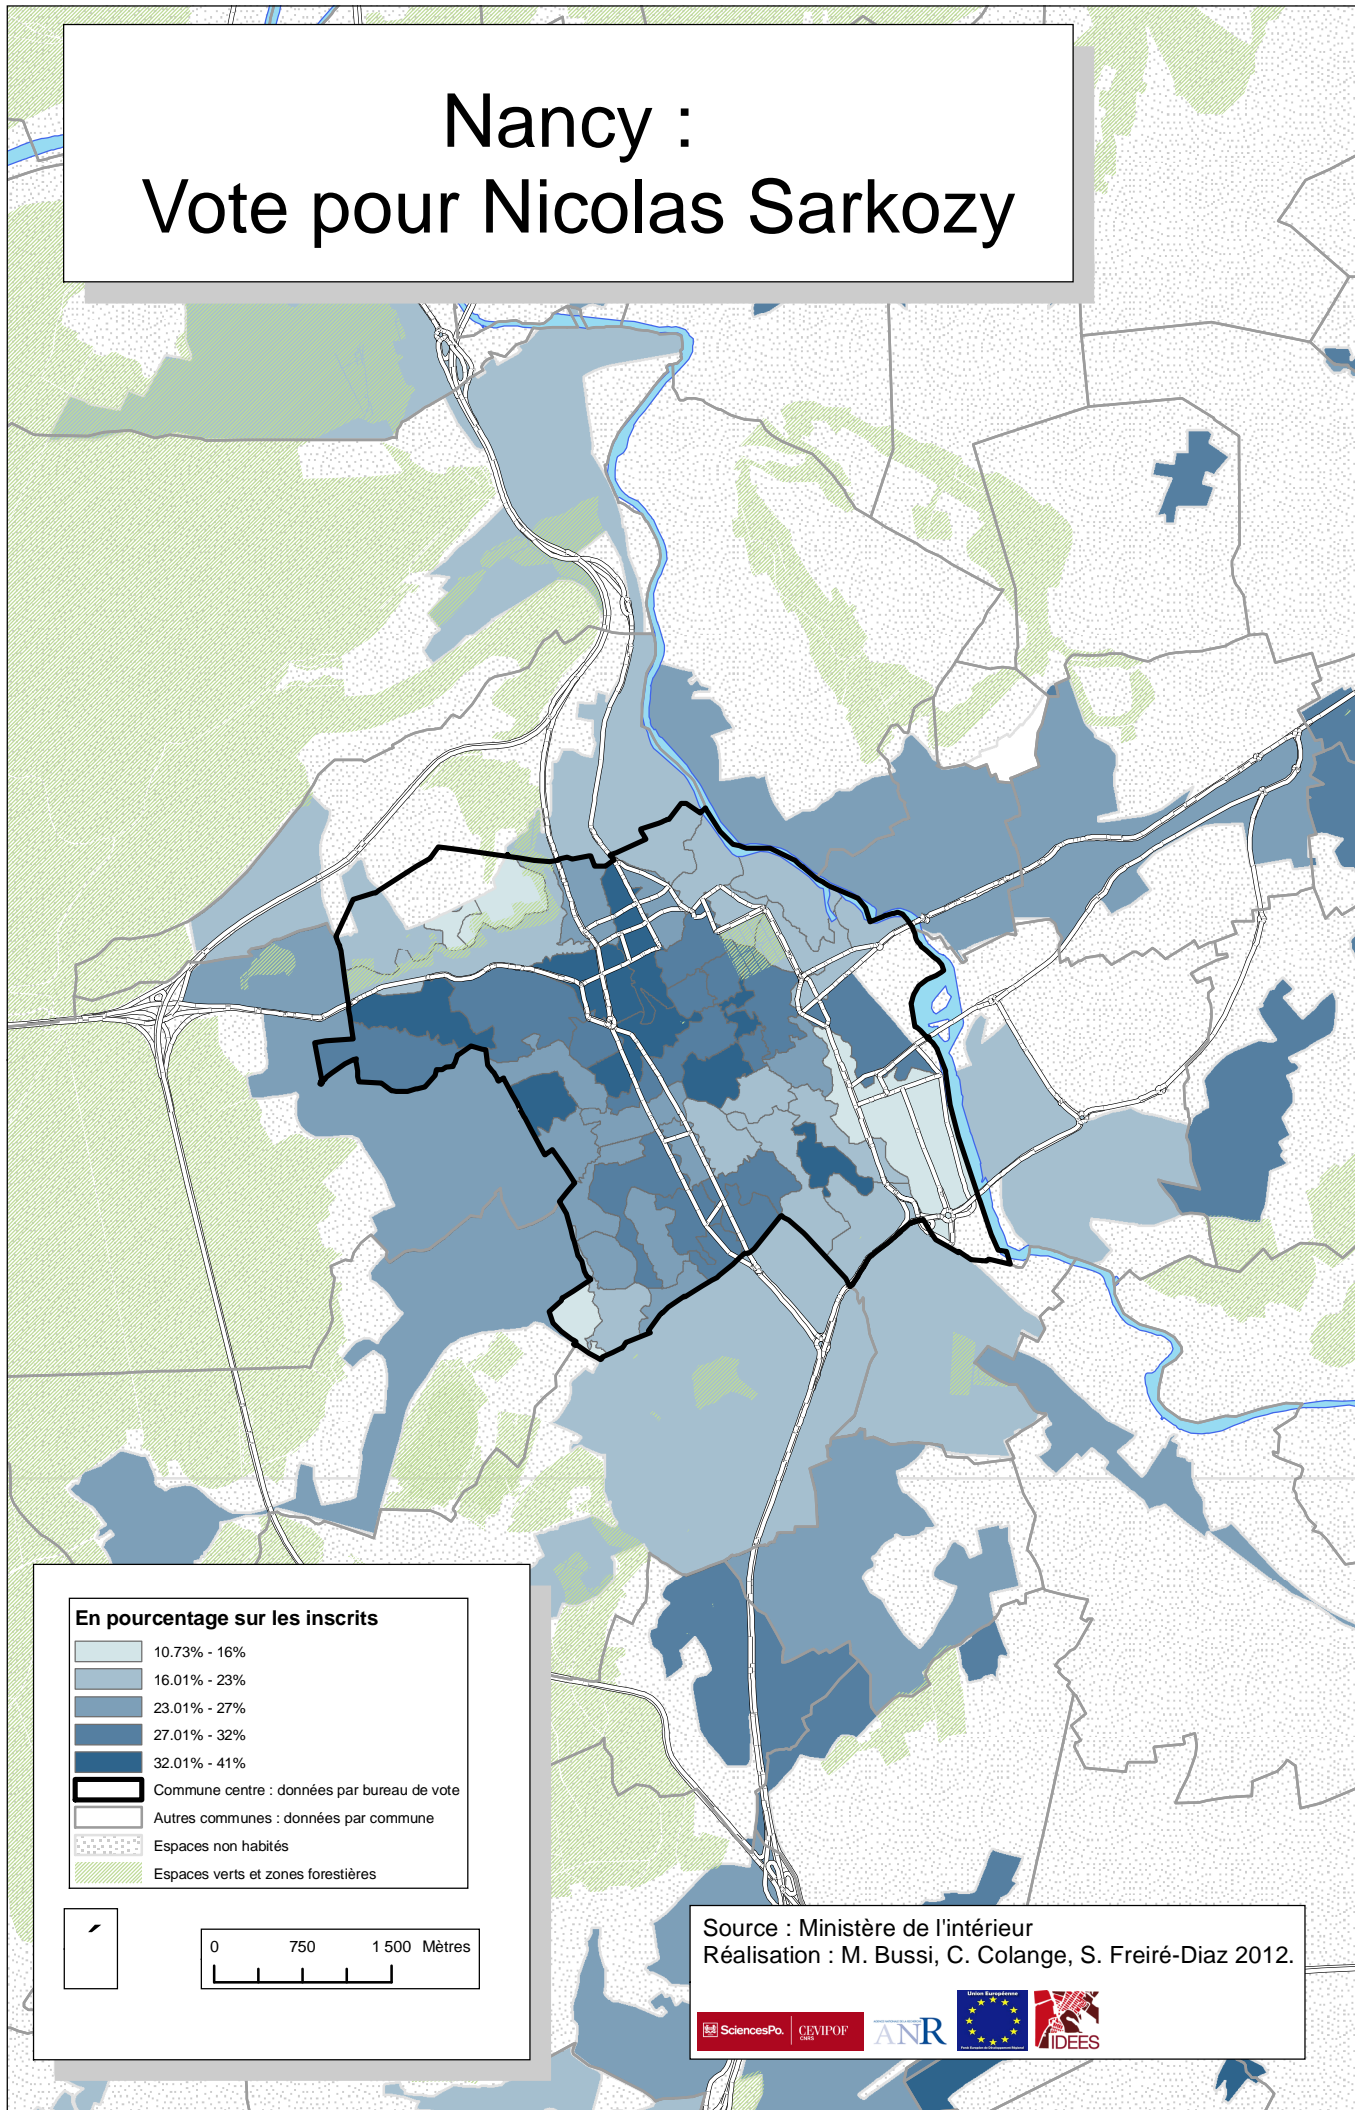 Nancy :
Vote pour Nicolas Sarkozy
En pourcentage sur les inscrits
10.73% - 16%
16.01% - 23%
23.01% - 27%
27.01% - 32%
32.01% - 41%
Commune centre : données par bureau de vote
Autres communes : données par commune
Espaces non habités
Espaces verts et zones forestières
0 750 1 500 Mètres
Source : Ministère de l'intérieur
Réalisation : M. Bussi, C. Colange, S. Freiré-Diaz 2012.
SciencesPo.
CEVIPOF
CNRS
ANR
Union Européenne
IDEES